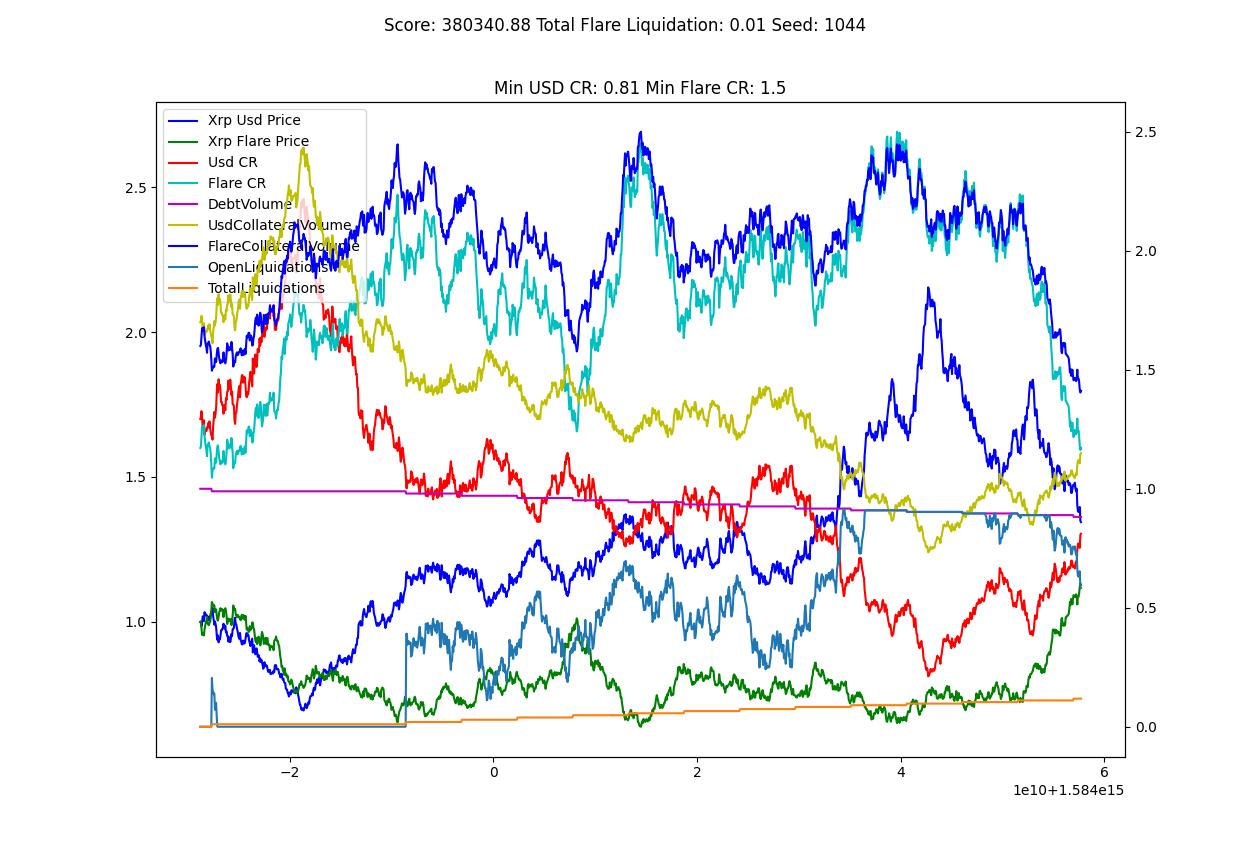 Score: 380340.88 Total Flare Liquidation: 0.01 Seed: 1044
Min USD CR: 0.81 Min Flare CR: 1.5
Xrp Usd Price
Xrp Flare Price
Usd CR
Flare CR
DebtVolume
UsdCollateralVolume
FlareCollateralVolume
OpenLiquidations
TotalLiquidations
2.5
2.0
1.5
1.0
2.5
2.0
1.5
1.0
0.5
0.0
−2
0
2
4
6
1e10+1.584e15